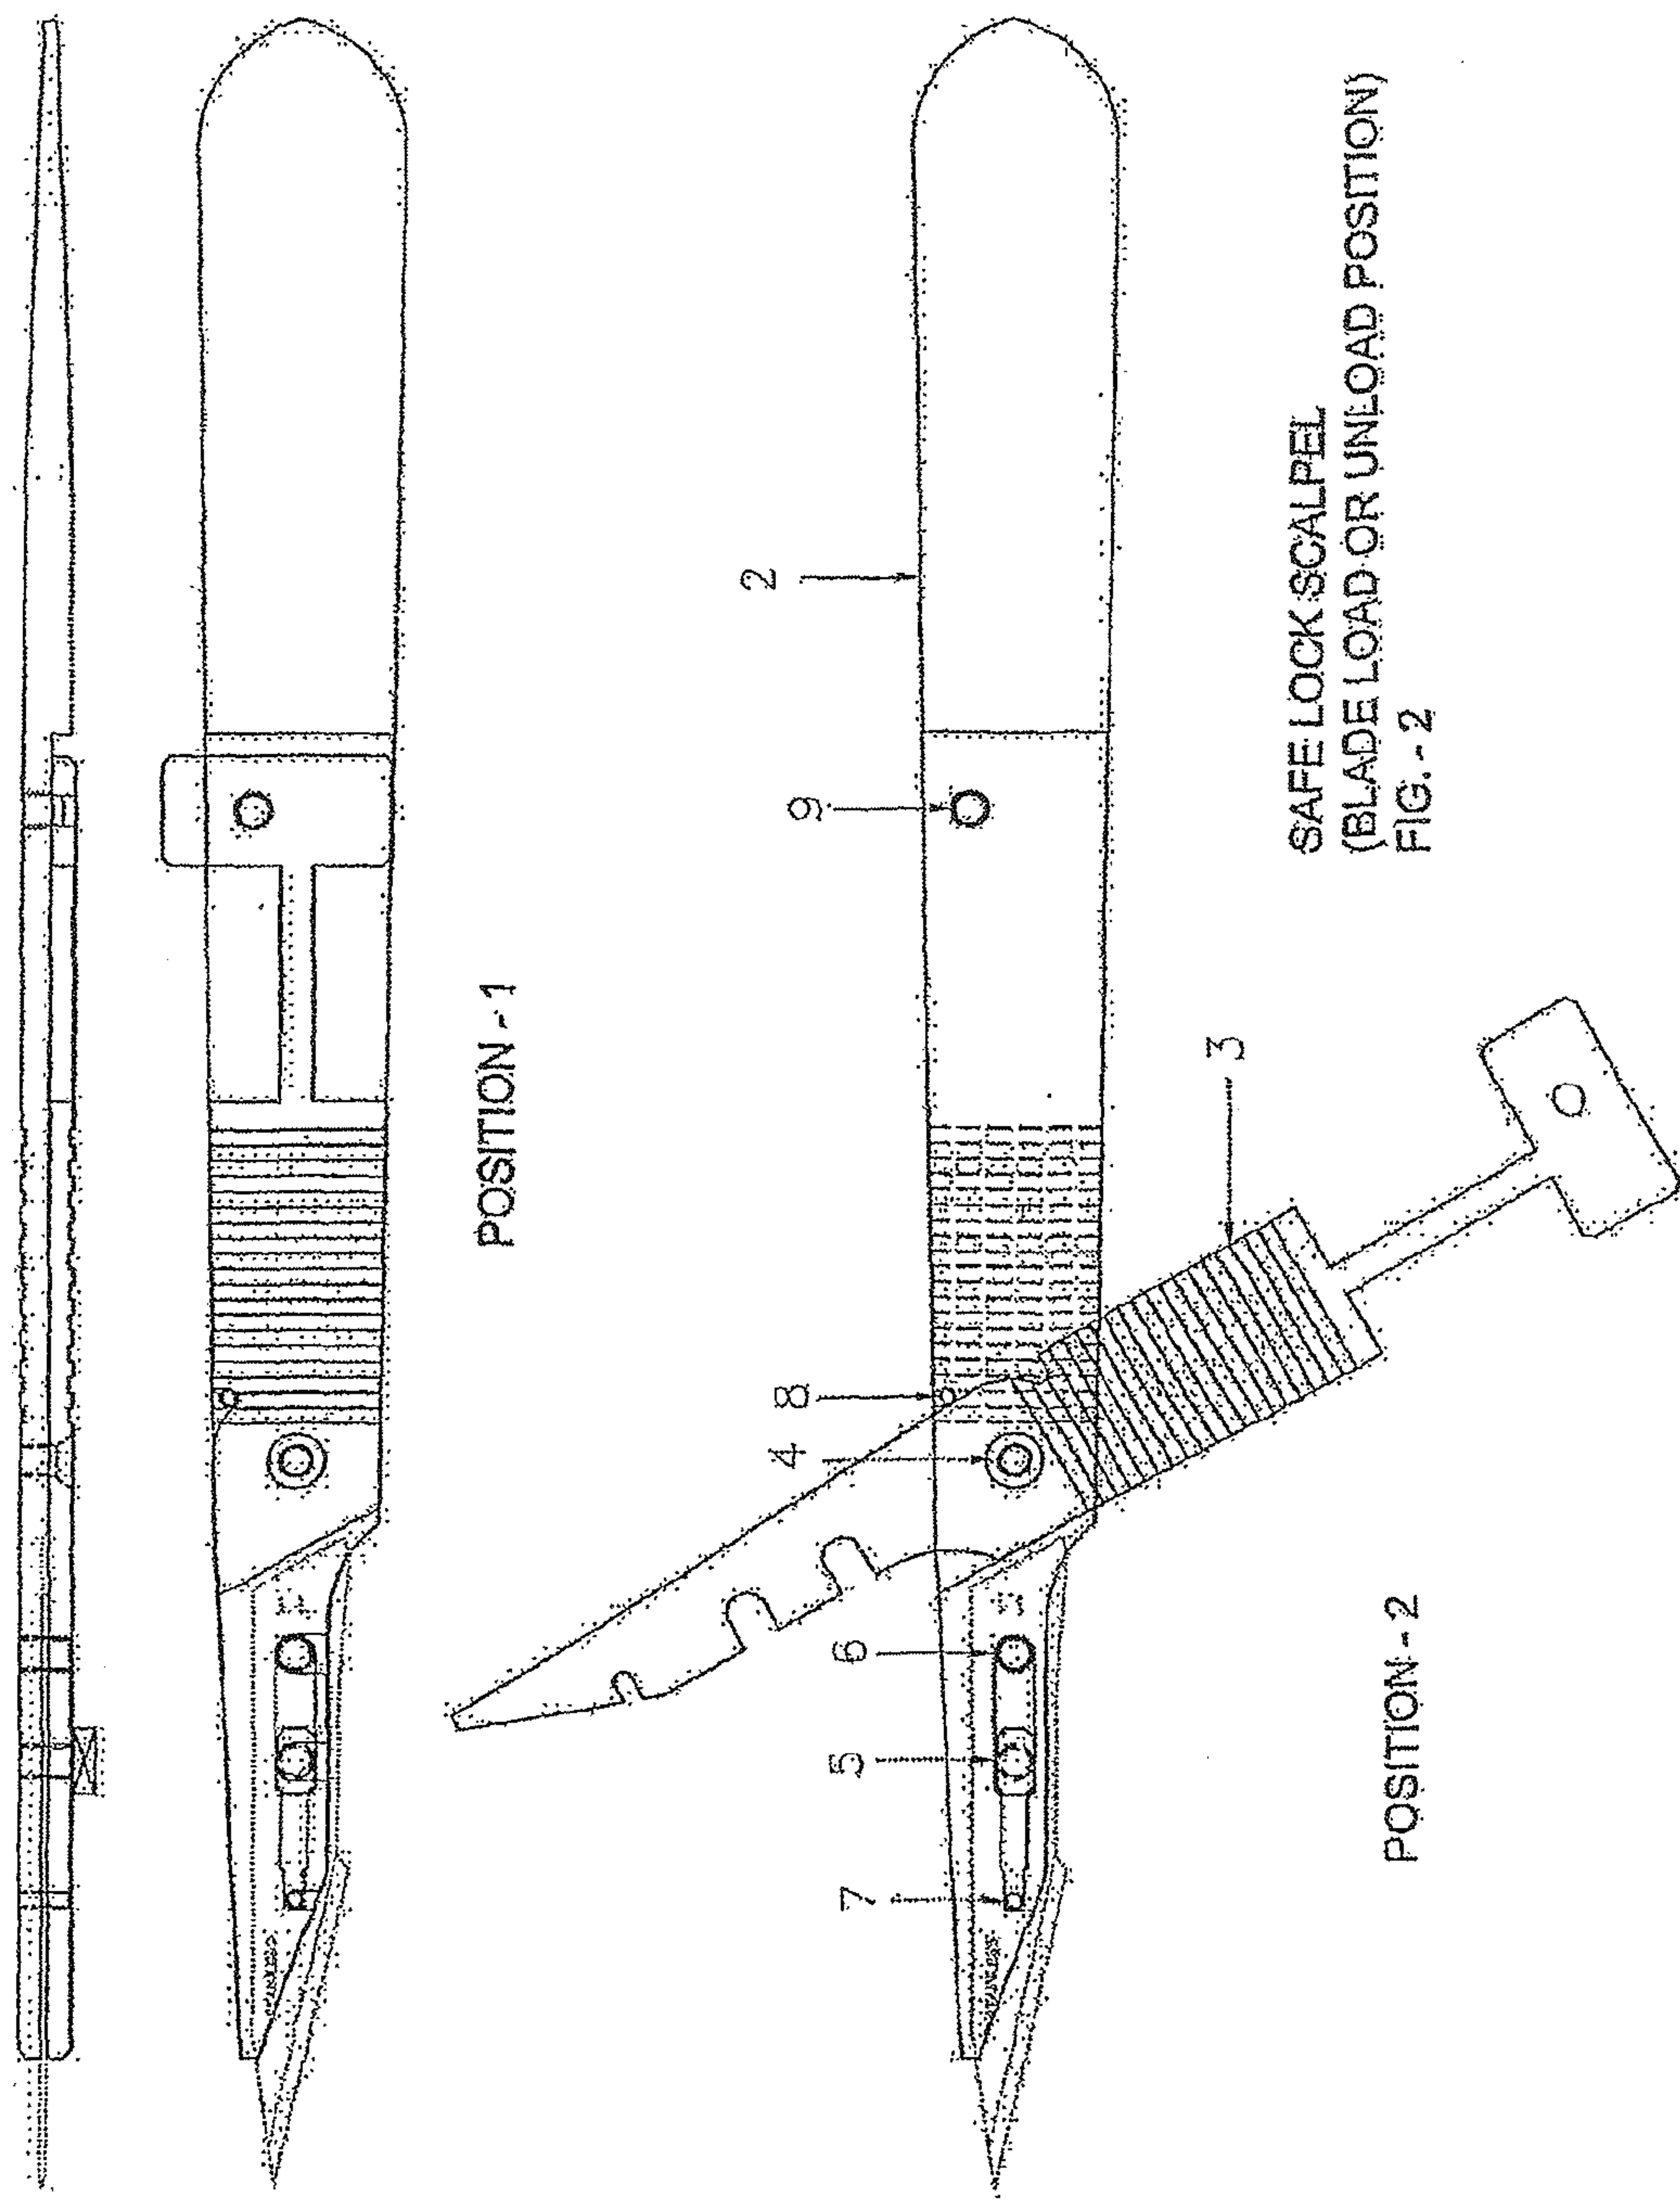 POSITION - 1
2
9
8
4
6
5
7
3
POSITION - 2
SAFE LOCK SCALPEL
(BLADE LOAD OR UNLOAD POSITION)
FIG. - 2